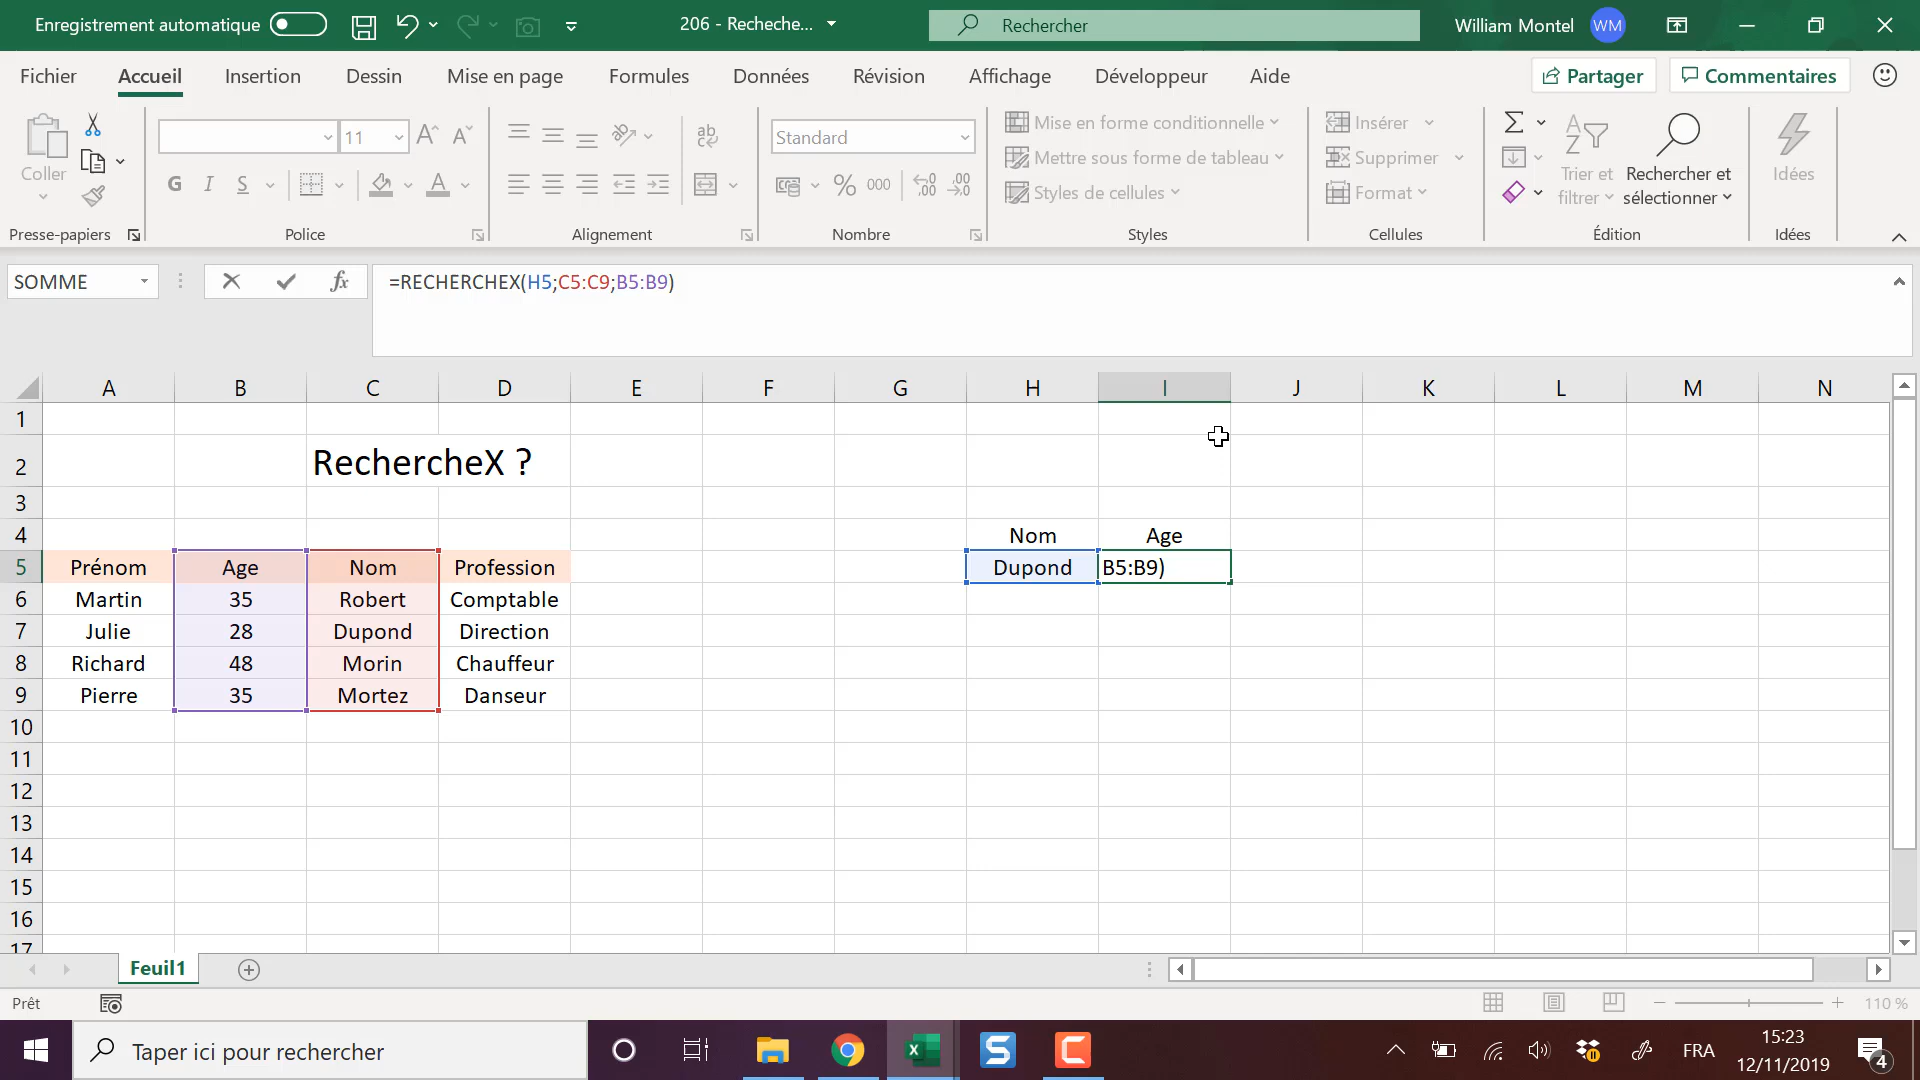 Enregistrement automatique
206 - Recheche...
Rechercher
William Montel
WM
Fichier Accueil Insertion Dessin Mise en page Formules Données Révision Affichage Développeur Aide
Partager
Commentaires
Coller
Presse-papiers
11
G I S
Police
ab
Alignement
Standard
% 000
Nombre
Mise en forme conditionnelle
Mettre sous forme de tableau
Styles de cellules
Styles
Insérer
Supprimer
Format
Cellules
Trier et
filtrer
Rechercher et
sélectionner
Édition
Idées
Idées
SOMME
fx
=RECHERCHEX(H5;C5:C9;B5:B9)
A B C D E F G H I J K L M N
1
2 RechercheX ?
3
4 Nom Age
5 Prénom Age Nom Profession Dupond B5:B9)
6 Martin 35 Robert Comptable
7 Julie 28 Dupond Direction
8 Richard 48 Morin Chauffeur
9 Pierre 35 Mortez Danseur
10
11
12
13
14
15
16
17
Feuil1
Prêt
110 %
Taper ici pour rechercher
FRA
15:23
12/11/2019
4